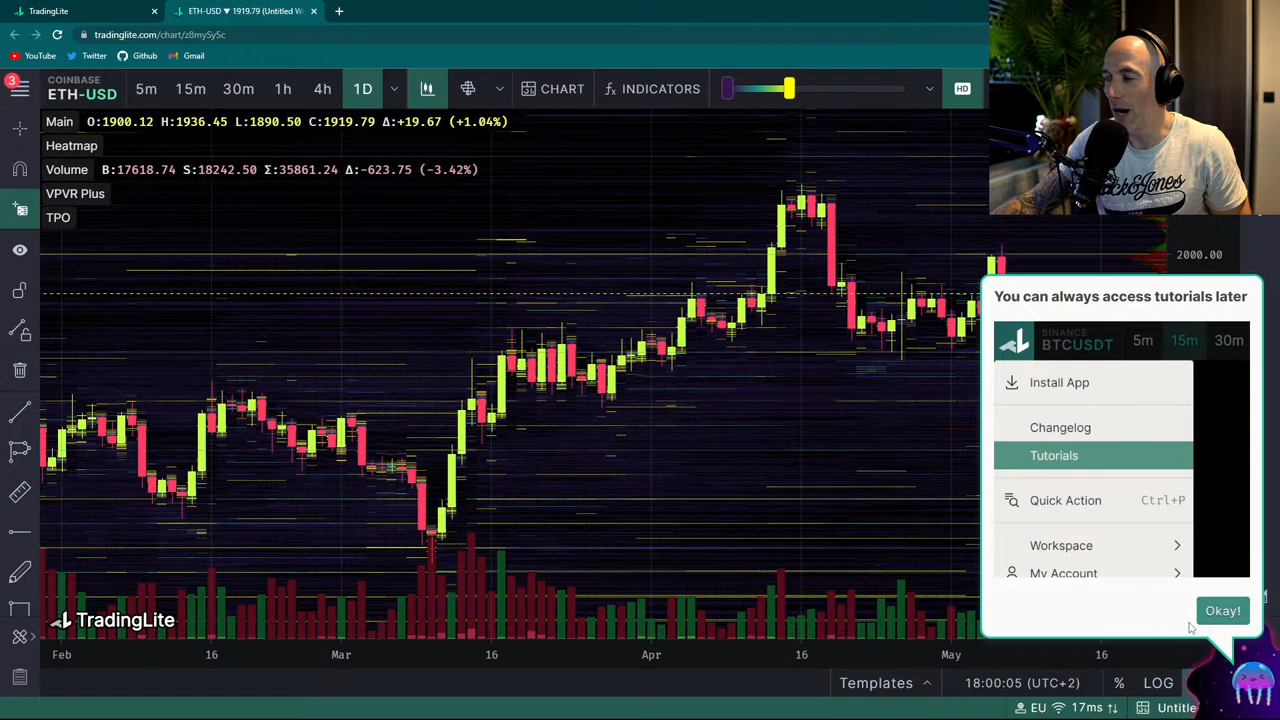 TradingLite
ETH-USD ▼ 1919.79 (Untitled Wo
tradinglite.com/chart/z8mySy5c
YouTube
Twitter
Github
Gmail
3
COINBASE
ETH-USD
5m 15m 30m 1h 4h 1D
CHART
INDICATORS
HD
Main O:1900.12 H:1936.45 L:1890.50 C:1919.79 Δ:+19.67 (+1.04%)
Heatmap
Volume B:17618.74 S:18242.50 Σ:35861.24 Δ:-623.75 (-3.42%)
VPVR Plus
TPO
2000.00
You can always access tutorials later
BINANCE
BTCUSDT 5m 15m 30m
Install App
Changelog
Tutorials
Quick Action Ctrl+P
Workspace
My Account
Okay!
TradingLite
Feb 16 Mar 16 Apr 16 May 16
Templates 18:00:05 (UTC+2) % LOG
EU 17ms Untitle